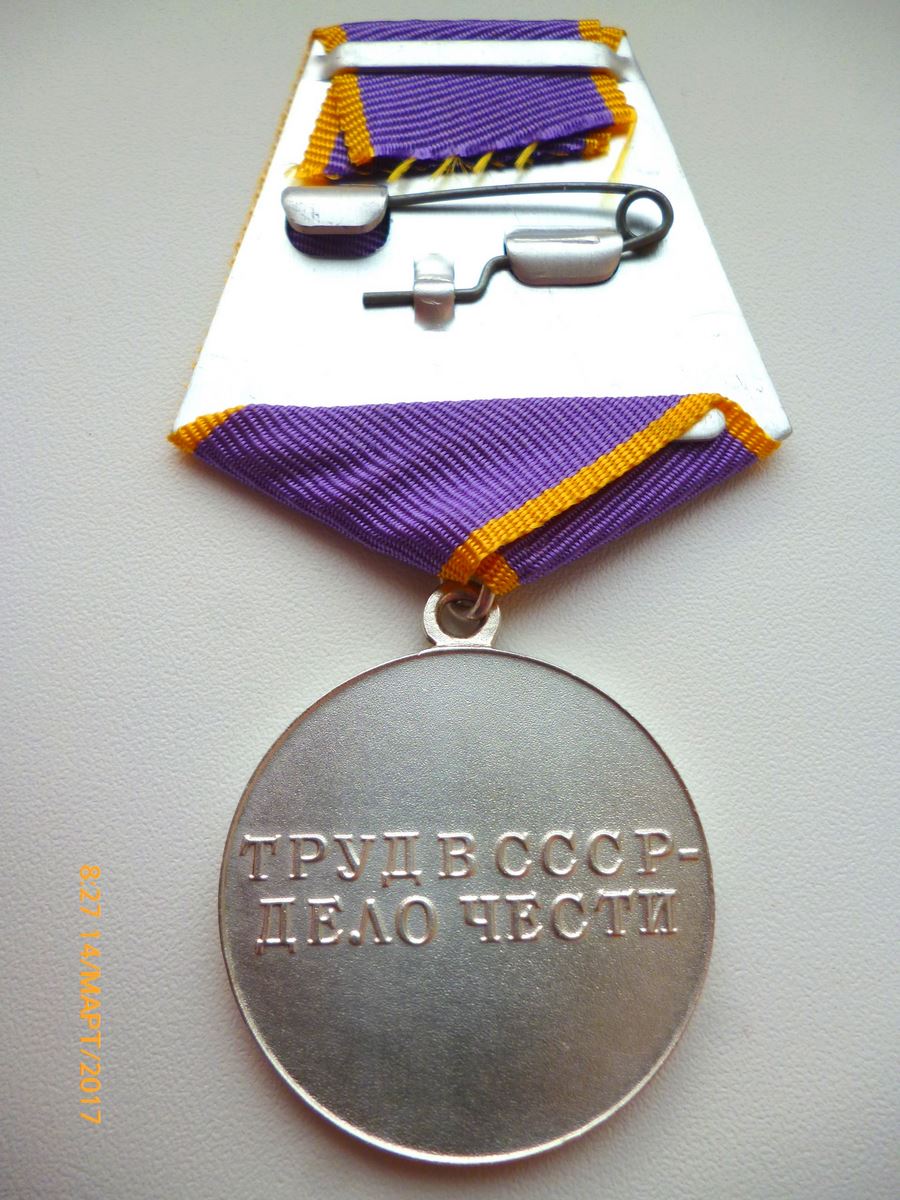 ТРУД В СССР-
ДЕЛО ЧЕСТИ
8:27 14/МАРТ/2017